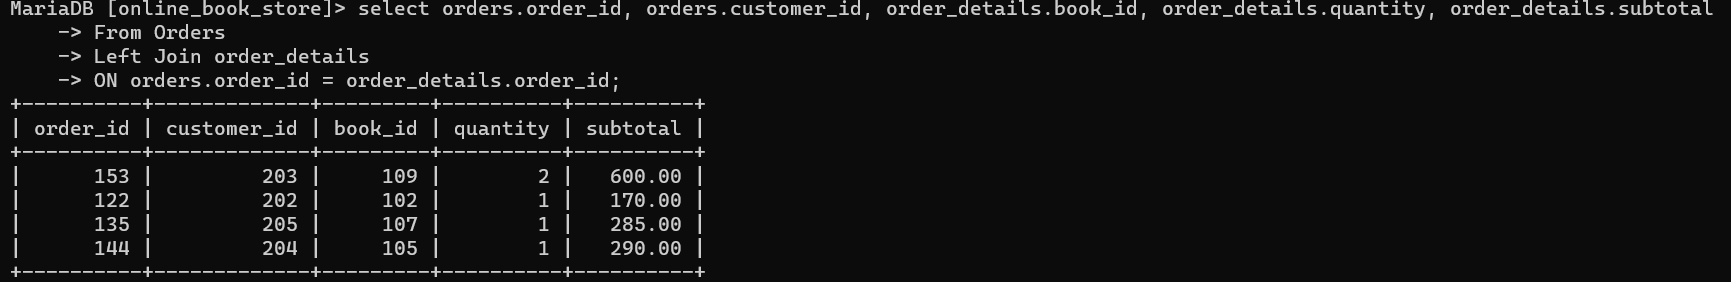 MariaDB [online_book_store]> select orders.order_id, orders.customer_id, order_details.book_id, order_details.quantity, order_details.subtotal
    -> From Orders
    -> Left Join order_details
    -> ON orders.order_id = order_details.order_id;
+----------+-------------+---------+----------+----------+
| order_id | customer_id | book_id | quantity | subtotal |
+----------+-------------+---------+----------+----------+
|      153 |         203 |     109 |        2 |   600.00 |
|      122 |         202 |     102 |        1 |   170.00 |
|      135 |         205 |     107 |        1 |   285.00 |
|      144 |         204 |     105 |        1 |   290.00 |
+----------+-------------+---------+----------+----------+